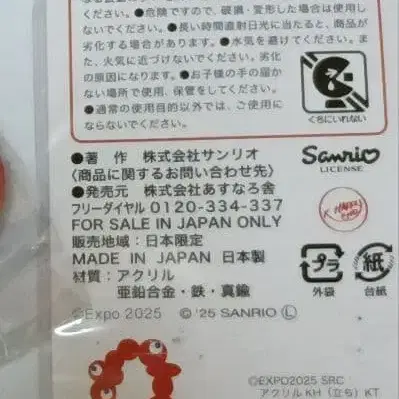 ください。●危険ですので、破損・変形した場合は使用し
ないでください。●長い時間直射日光に当たると、商品が
劣化する場合があります。●水気を避けてください。ま
た、火気に近づけないでください。劣化
の原因になります。●お子様の手の届か
ない場所で使用、保管をしてください。
●通常の使用目的以外では、ご使用に
ならないでください。
くちにいれない
●著 作 株式会社サンリオ
〈商品に関するお問い合わせ先〉
●発売元 株式会社あすなろ舎
フリーダイヤル 0120-334-337
FOR SALE IN JAPAN ONLY
販売地域：日本限定
MADE IN JAPAN 日本製
材質：アクリル
亜鉛合金・鉄・真鍮
©Expo 2025 © '25 SANRIO Ⓛ
Sanrio
LICENSE
プラ
外袋
紙
台紙
©EXPO2025 SRC
アクリルKH（立ち）KT